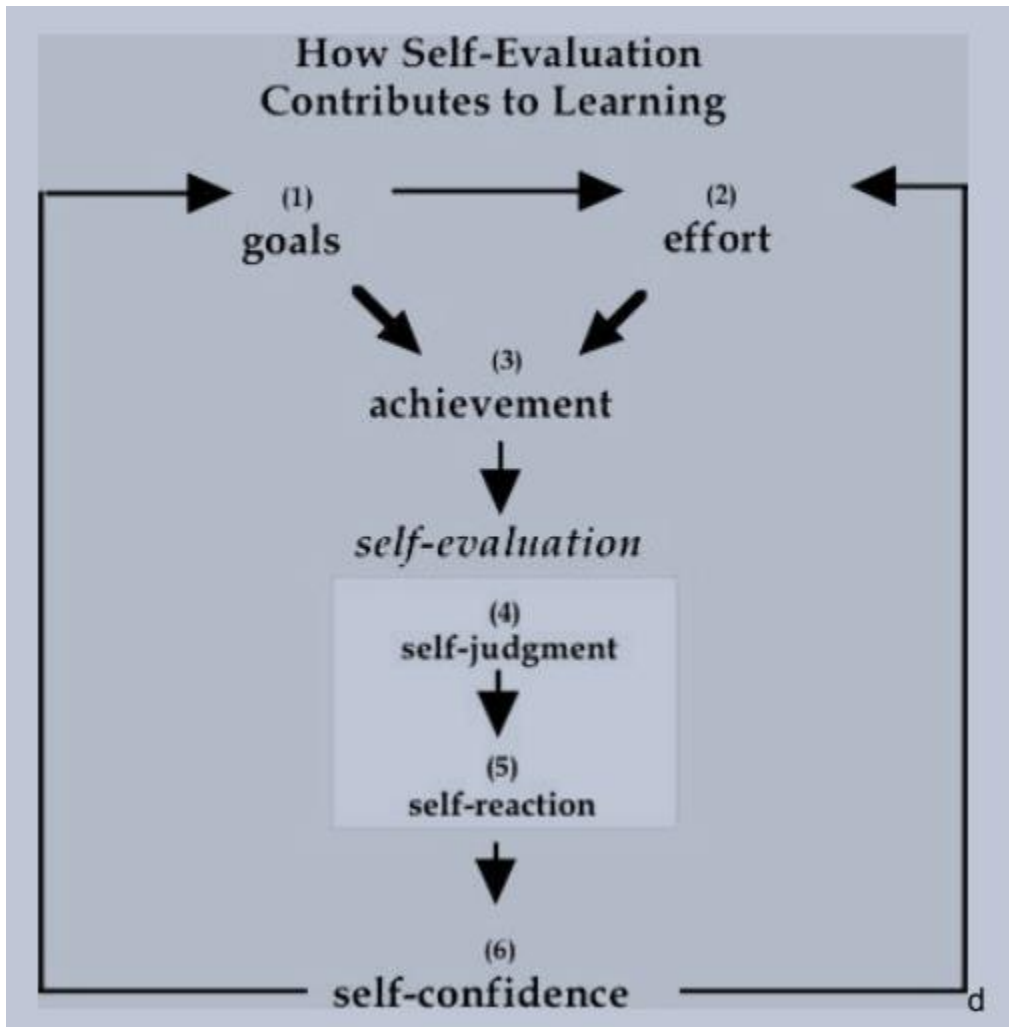 How Self-Evaluation
Contributes to Learning
(1)
goals
(2)
effort
(3)
achievement
self-evaluation
(4)
self-judgment
(5)
self-reaction
(6)
self-confidence
d